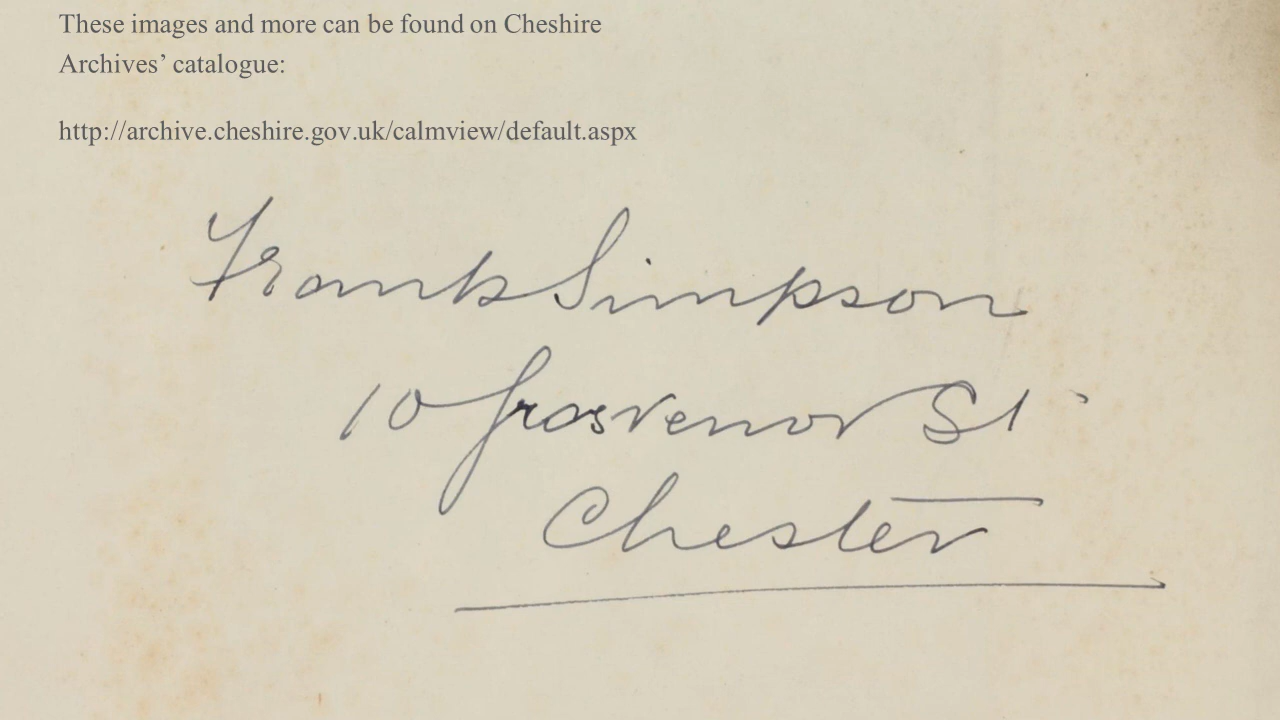 These images and more can be found on Cheshire
Archives’ catalogue:
http://archive.cheshire.gov.uk/calmview/default.aspx
Frank Simpson
10 Grosvenor St
Chester